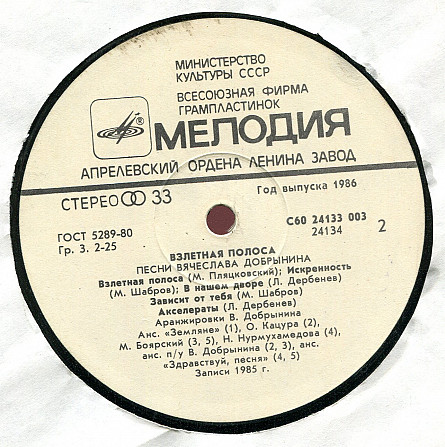 МИНИСТЕРСТВО
КУЛЬТУРЫ СССР
ВСЕСОЮЗНАЯ ФИРМА
ГРАМПЛАСТИНОК
МЕЛОДИЯ
АПРЕЛЕВСКИЙ ОРДЕНА ЛЕНИНА ЗАВОД
СТЕРЕО 33
Год выпуска 1986
ГОСТ 5289-80
Гр. 3. 2-25
С60 24133 003
24134
2
ВЗЛЕТНАЯ ПОЛОСА
ПЕСНИ ВЯЧЕСЛАВА ДОБРЫНИНА
Взлетная полоса (М. Пляцковский); Искренность
(М. Шабров); В нашем дворе (Л. Дербенев)
Зависит от тебя (М. Шабров)
Акселераты (Л. Дербенев)
Аранжировки В. Добрынина
Анс. «Земляне» (1), О. Кацура (2),
М. Боярский (3, 5), Н. Нурмухамедова (4),
анс. п/у В. Добрынина (2, 3), анс.
«Здравствуй, песня» (4, 5)
Записи 1985 г.